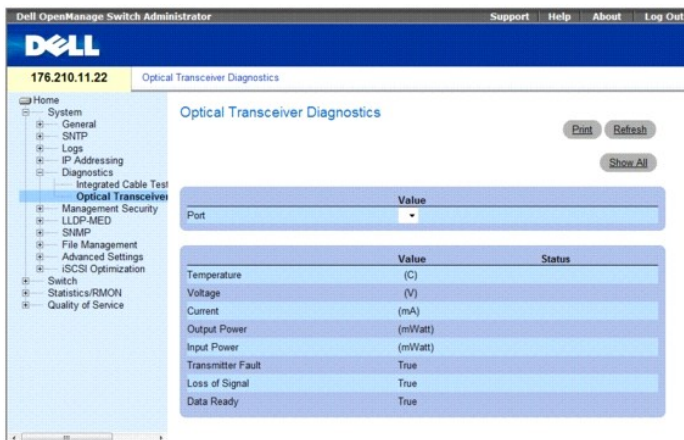 Dell OpenManage Switch Administrator
Support Help About Log Out
DELL
176.210.11.22
Optical Transceiver Diagnostics
Home
System
General
SNTP
Logs
IP Addressing
Diagnostics
Integrated Cable Test
Optical Transceiver
Management Security
LLDP-MED
SNMP
File Management
Advanced Settings
iSCSI Optimization
Switch
Statistics/RMON
Quality of Service
Optical Transceiver Diagnostics
Print Refresh
Show All
Value
Port
Value Status
Temperature (C)
Voltage (V)
Current (mA)
Output Power (mWatt)
Input Power (mWatt)
Transmitter Fault True
Loss of Signal True
Data Ready True